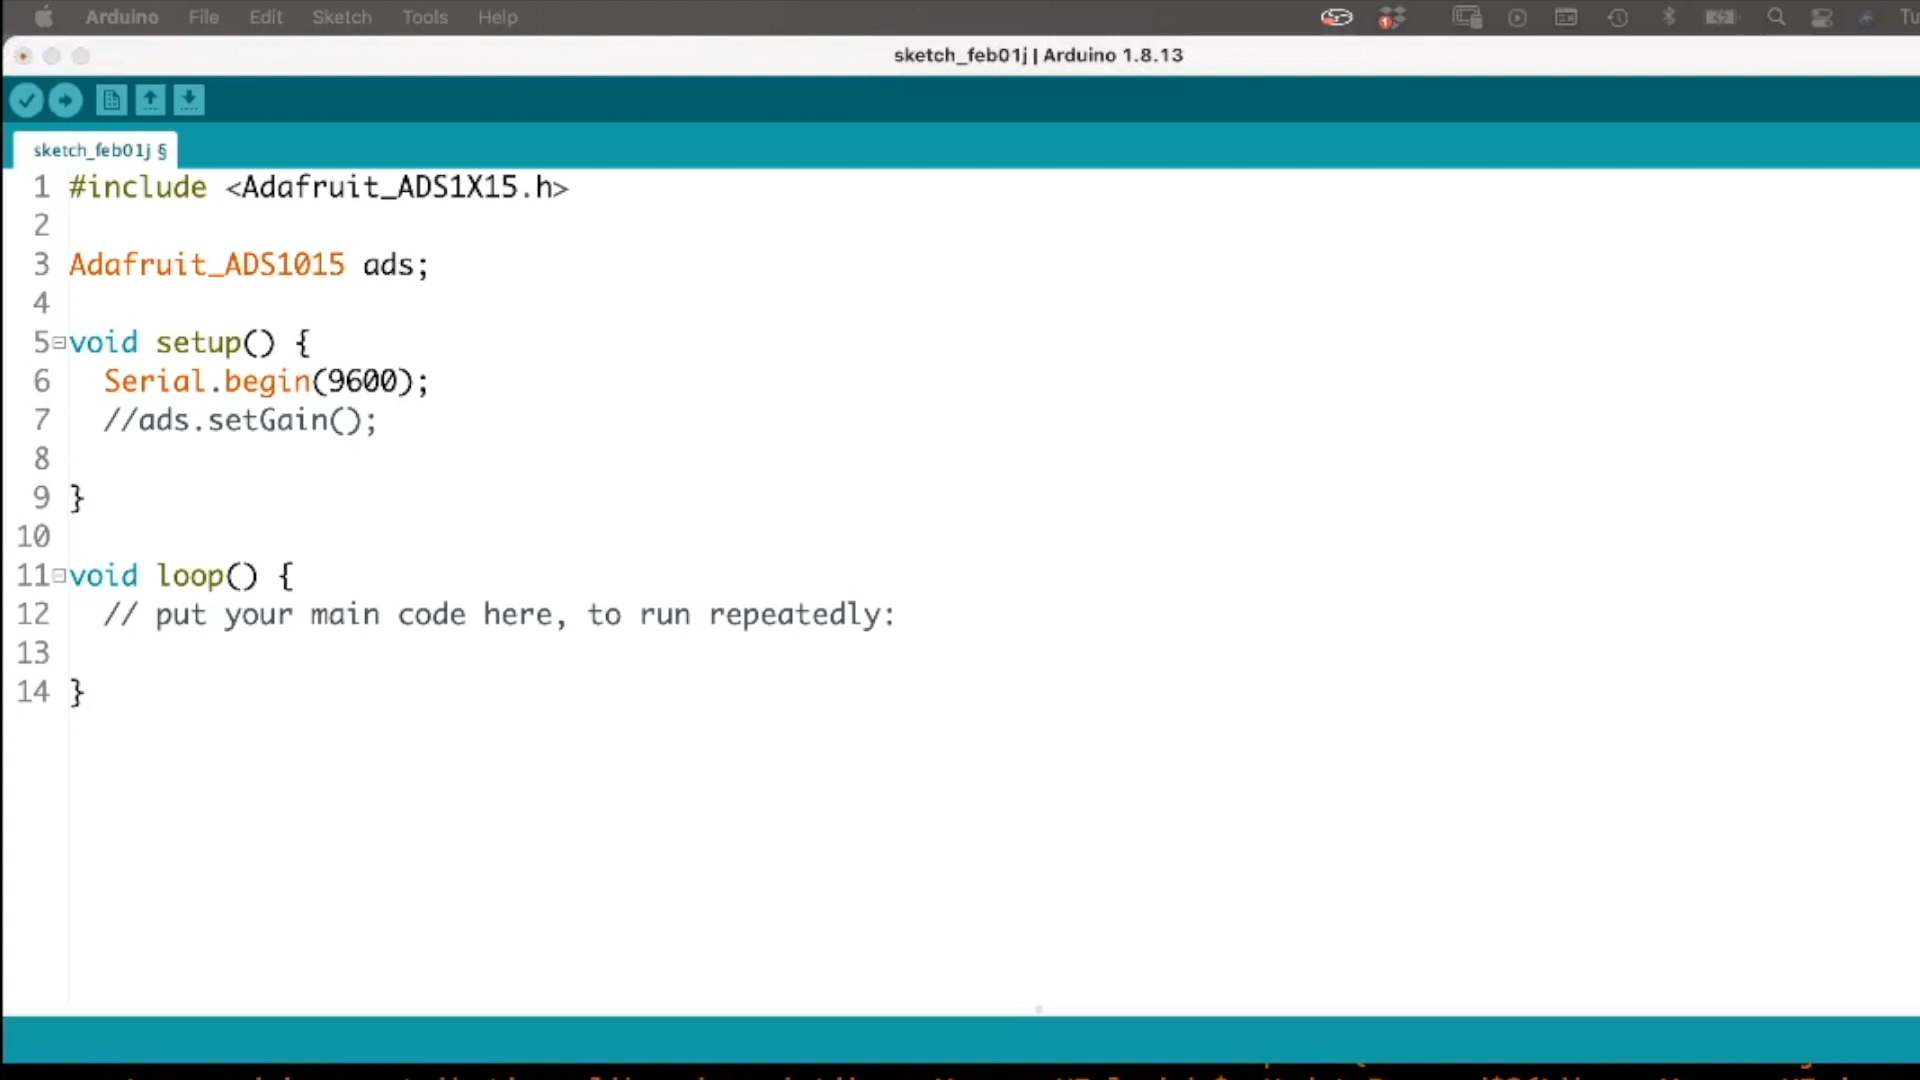 Arduino File Edit Sketch Tools Help Tu
sketch_feb01j | Arduino 1.8.13
sketch_feb01j §
1 #include <Adafruit_ADS1X15.h>
2
3 Adafruit_ADS1015 ads;
4
5 void setup() {
6 Serial.begin(9600);
7 //ads.setGain();
8
9 }
10
11 void loop() {
12 // put your main code here, to run repeatedly:
13
14 }